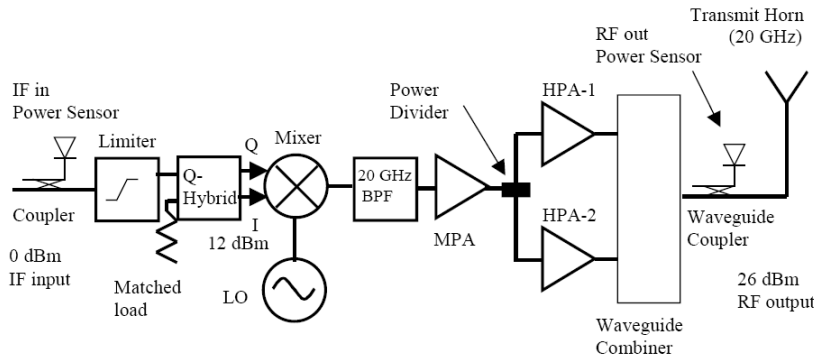 Transmit Horn
(20 GHz)
RF out
Power Sensor
IF in
Power Sensor
Power
Divider
HPA-1
Limiter
Q
Mixer
Q-
Hybrid
20 GHz
BPF
Coupler
I
12 dBm
MPA
HPA-2
Waveguide
Coupler
0 dBm
IF input
Matched
load
LO
26 dBm
RF output
Waveguide
Combiner